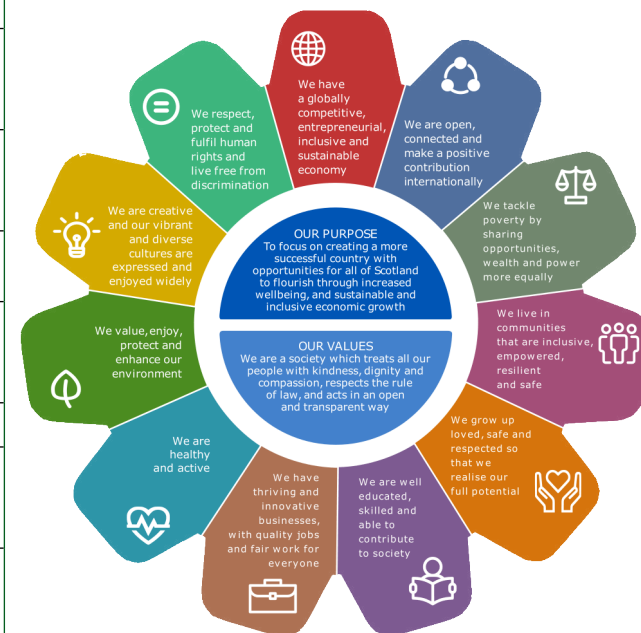 We have
a globally
competitive,
entrepreneurial,
inclusive and
sustainable
economy
We are open,
connected and
make a positive
contribution
internationally
We tackle
poverty by
sharing
opportunities,
wealth and power
more equally
We live in
communities
that are inclusive,
empowered,
resilient
and safe
We grow up
loved, safe and
respected so
that we
realise our
full potential
We are well
educated,
skilled and
able to
contribute
to society
We have
thriving and
innovative
businesses,
with quality jobs
and fair work for
everyone
We are
healthy
and active
We value, enjoy,
protect and
enhance our
environment
We are creative
and our vibrant
and diverse
cultures are
expressed and
enjoyed widely
We respect,
protect and
fulfil human
rights and
live free from
discrimination
OUR PURPOSE
To focus on creating a more
successful country with
opportunities for all of Scotland
to flourish through increased
wellbeing, and sustainable and
inclusive economic growth
OUR VALUES
We are a society which treats all our
people with kindness, dignity and
compassion, respects the rule
of law, and acts in an open
and transparent way